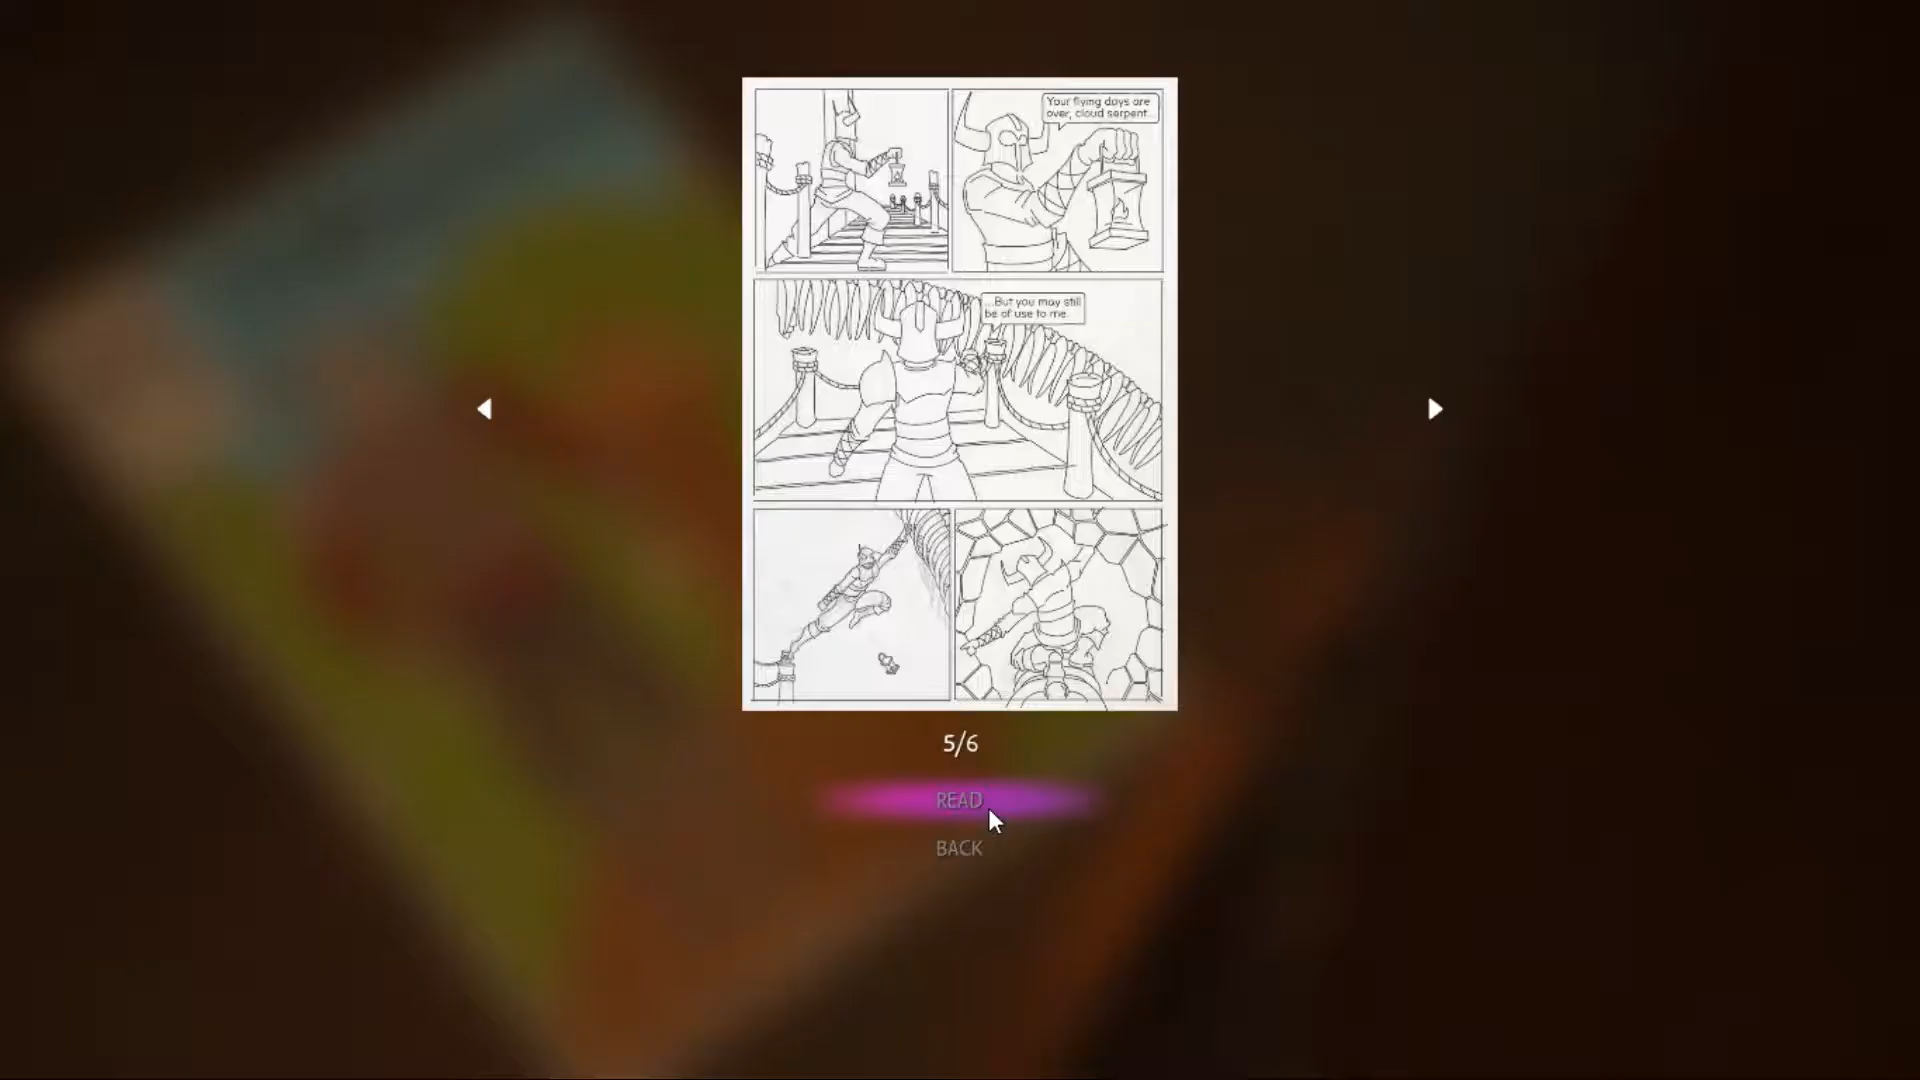 Your flying days are
over, cloud serpent...
...But you may still
be of use to me.
5/6
READ
BACK